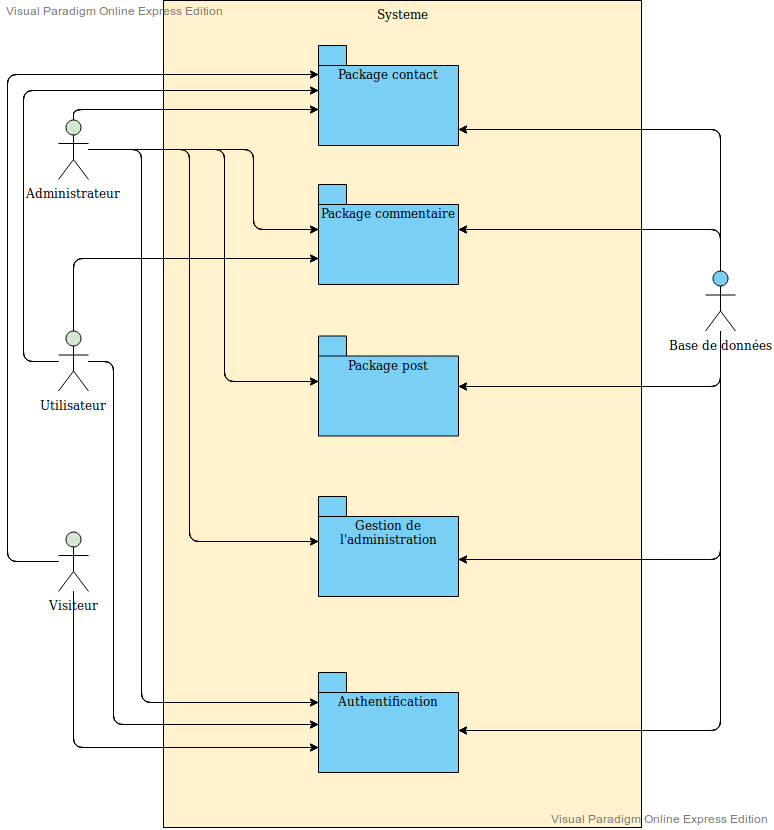 Visual Paradigm Online Express Edition
Systeme
Package contact
Administrateur
Package commentaire
Base de données
Package post
Utilisateur
Gestion de
l'administration
Visiteur
Authentification
Visual Paradigm Online Express Edition